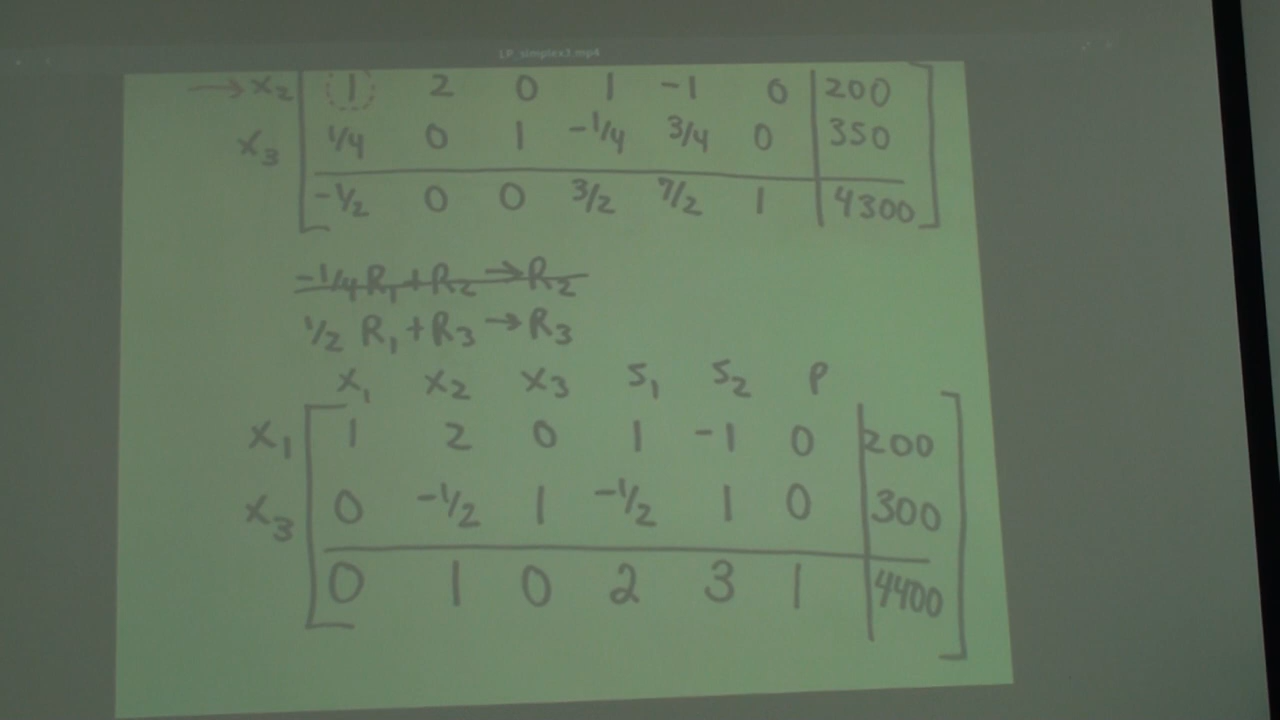 LP_simplex3.mp4
→ x₂ 1 2 0 1 -1 0 200
x₃ 1/4 0 1 -1/4 3/4 0 350
-1/2 0 0 3/2 7/2 1 4300
-1/4 R₁ + R₂ → R₂
1/2 R₁ + R₃ → R₃
x₁ x₂ x₃ s₁ s₂ P
x₁ 1 2 0 1 -1 0 200
x₃ 0 -1/2 1 -1/2 1 0 300
0 1 0 2 3 1 4400